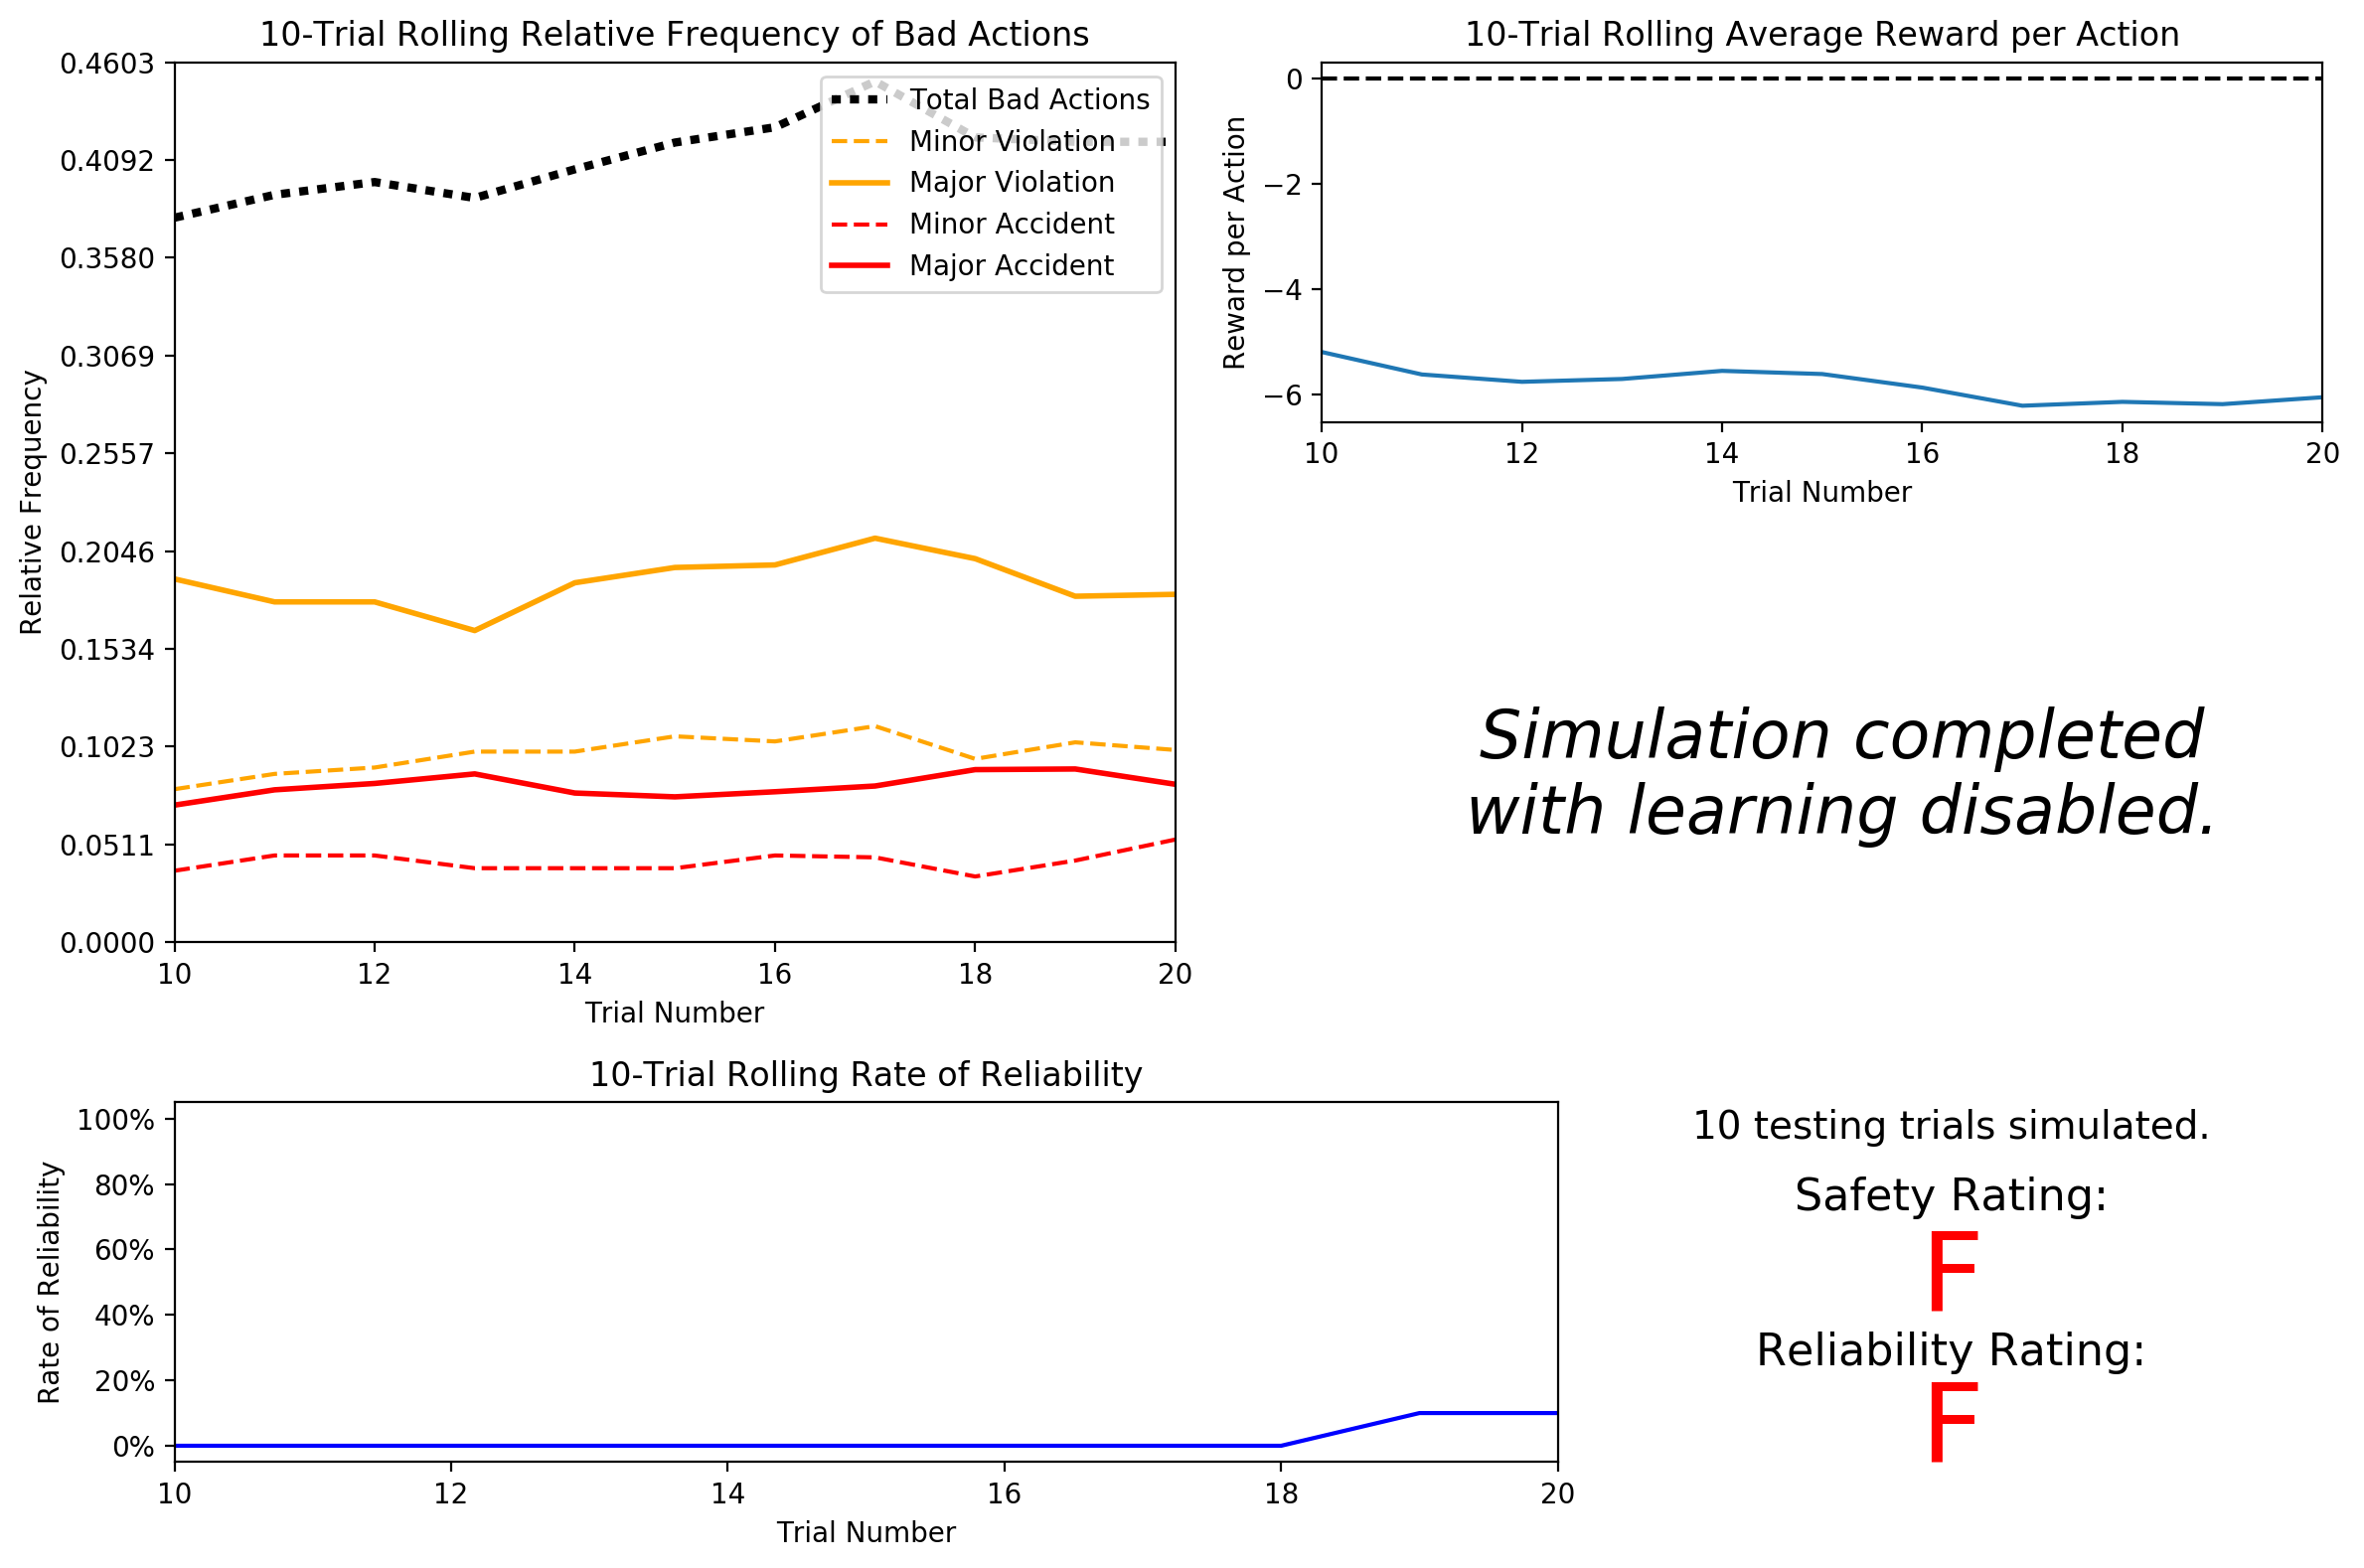 10-Trial Rolling Relative Frequency of Bad Actions
0.4603
0.4092
0.3580
0.3069
0.2557
0.2046
0.1534
0.1023
0.0511
0.0000
Relative Frequency
Total Bad Actions
Minor Violation
Major Violation
Minor Accident
Major Accident
10 12 14 16 18 20
Trial Number
10-Trial Rolling Average Reward per Action
0
−2
−4
−6
Reward per Action
10 12 14 16 18 20
Trial Number
Simulation completed
with learning disabled.
10-Trial Rolling Rate of Reliability
100%
80%
60%
40%
20%
0%
Rate of Reliability
10 12 14 16 18 20
Trial Number
10 testing trials simulated.
Safety Rating:
F
Reliability Rating:
F